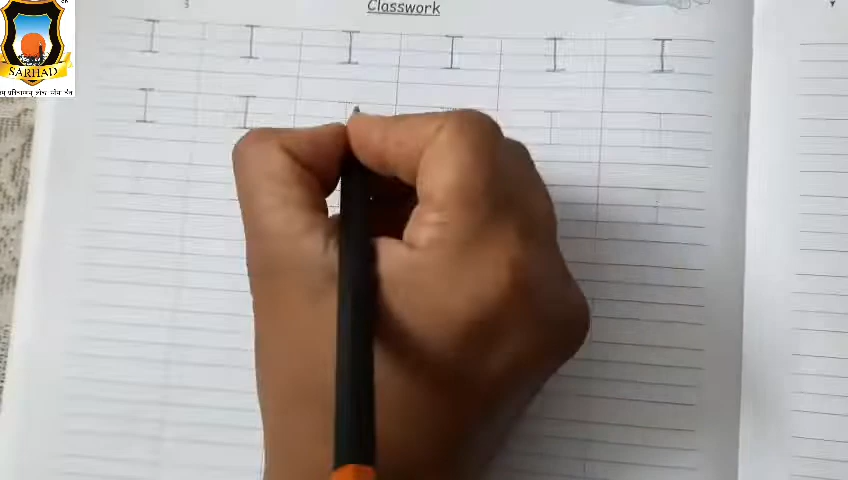 Classwork
I I I I I I
I I
SARHAD